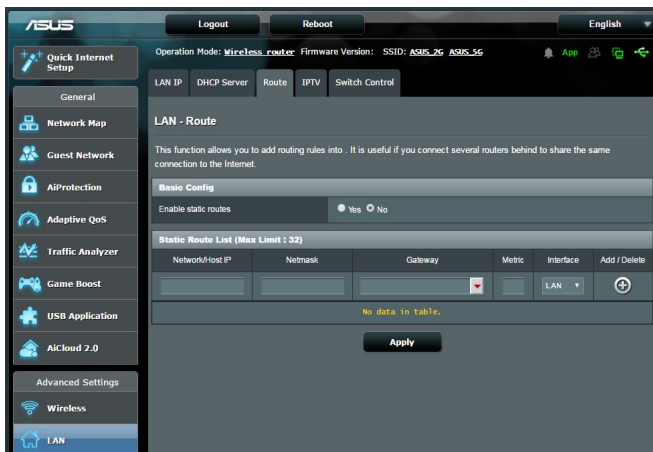 ASUS
Logout
Reboot
English
Quick Internet Setup
Operation Mode: Wireless router Firmware Version: SSID: ASUS_2G ASUS_5G
App
LAN IP DHCP Server Route IPTV Switch Control
General
Network Map
Guest Network
AiProtection
Adaptive QoS
Traffic Analyzer
Game Boost
USB Application
AiCloud 2.0
Advanced Settings
Wireless
LAN
LAN - Route
This function allows you to add routing rules into . It is useful if you connect several routers behind to share the same
connection to the Internet.
Basic Config
Enable static routes Yes No
Static Route List (Max Limit : 32)
Network/Host IP Netmask Gateway Metric Interface Add / Delete
LAN
No data in table.
Apply